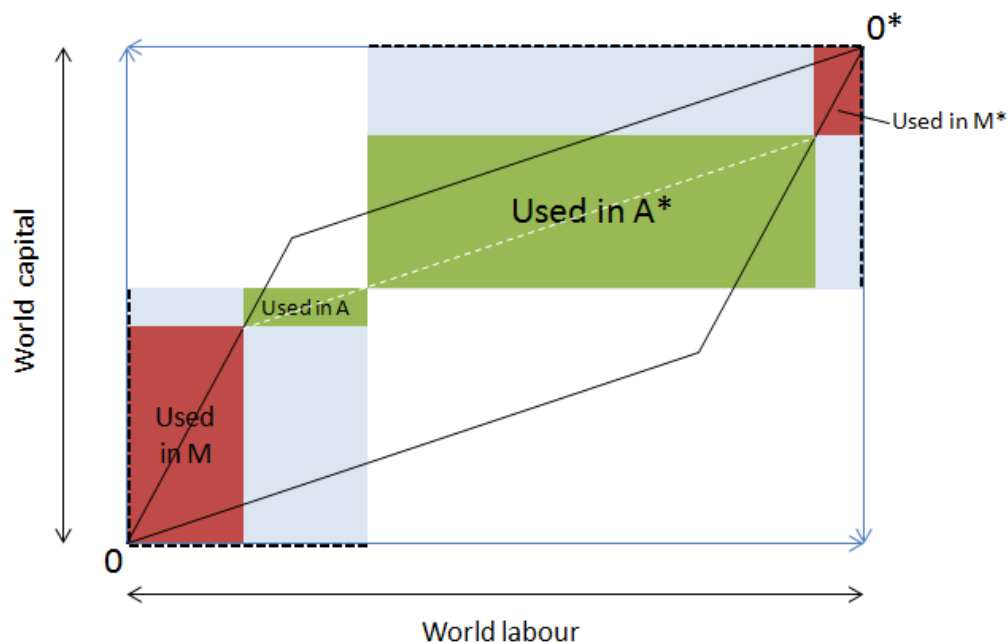 0*
Used in M*
Used in A*
World capital
Used in A
Used
in M
0
World labour